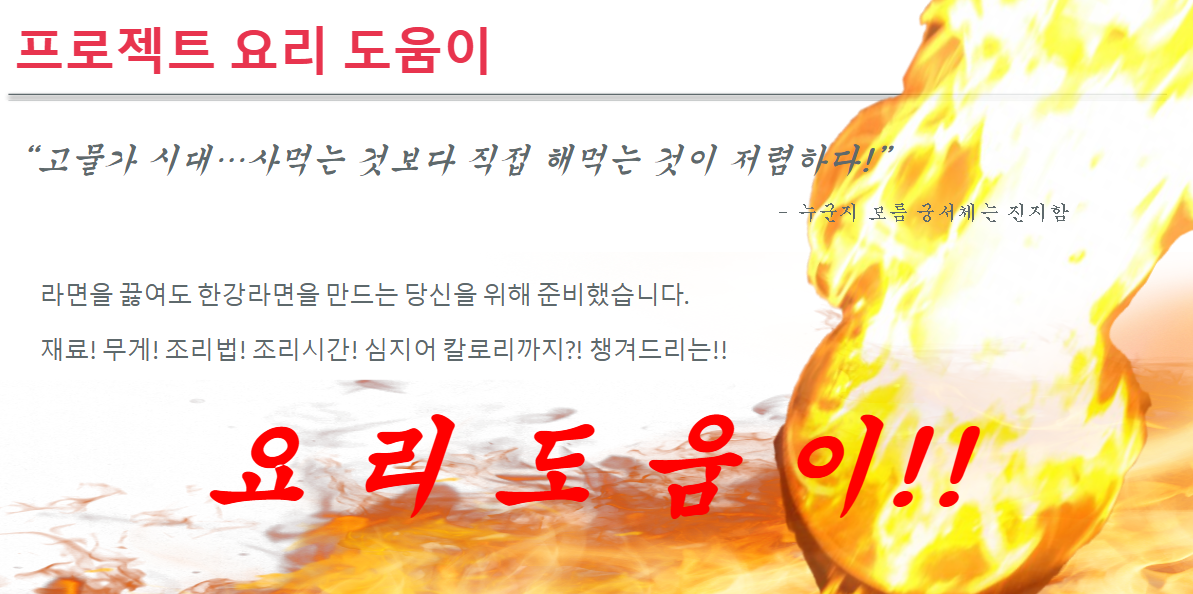 프로젝트 요리 도움이
“고물가 시대…사먹는 것보다 직접 해먹는 것이 저렴하다!”
- 누군지 모름 궁서체는 진지함
라면을 끓여도 한강라면을 만드는 당신을 위해 준비했습니다.
재료! 무게! 조리법! 조리시간! 심지어 칼로리까지?! 챙겨드리는!!
요 리 도 움 이!!